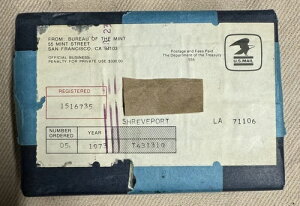 FROM: BUREAU OF THE MINT
55 MINT STREET
SAN FRANCISCO, CA 94103
OFFICIAL BUSINESS
PENALTY FOR PRIVATE USE $300.00
Postage and Fees Paid
The Department of the Treasury
U.S.MAIL
REGISTERED
1516735
SHREVEPORT LA 71106
NUMBER ORDERED
YEAR
05 1973 T631310